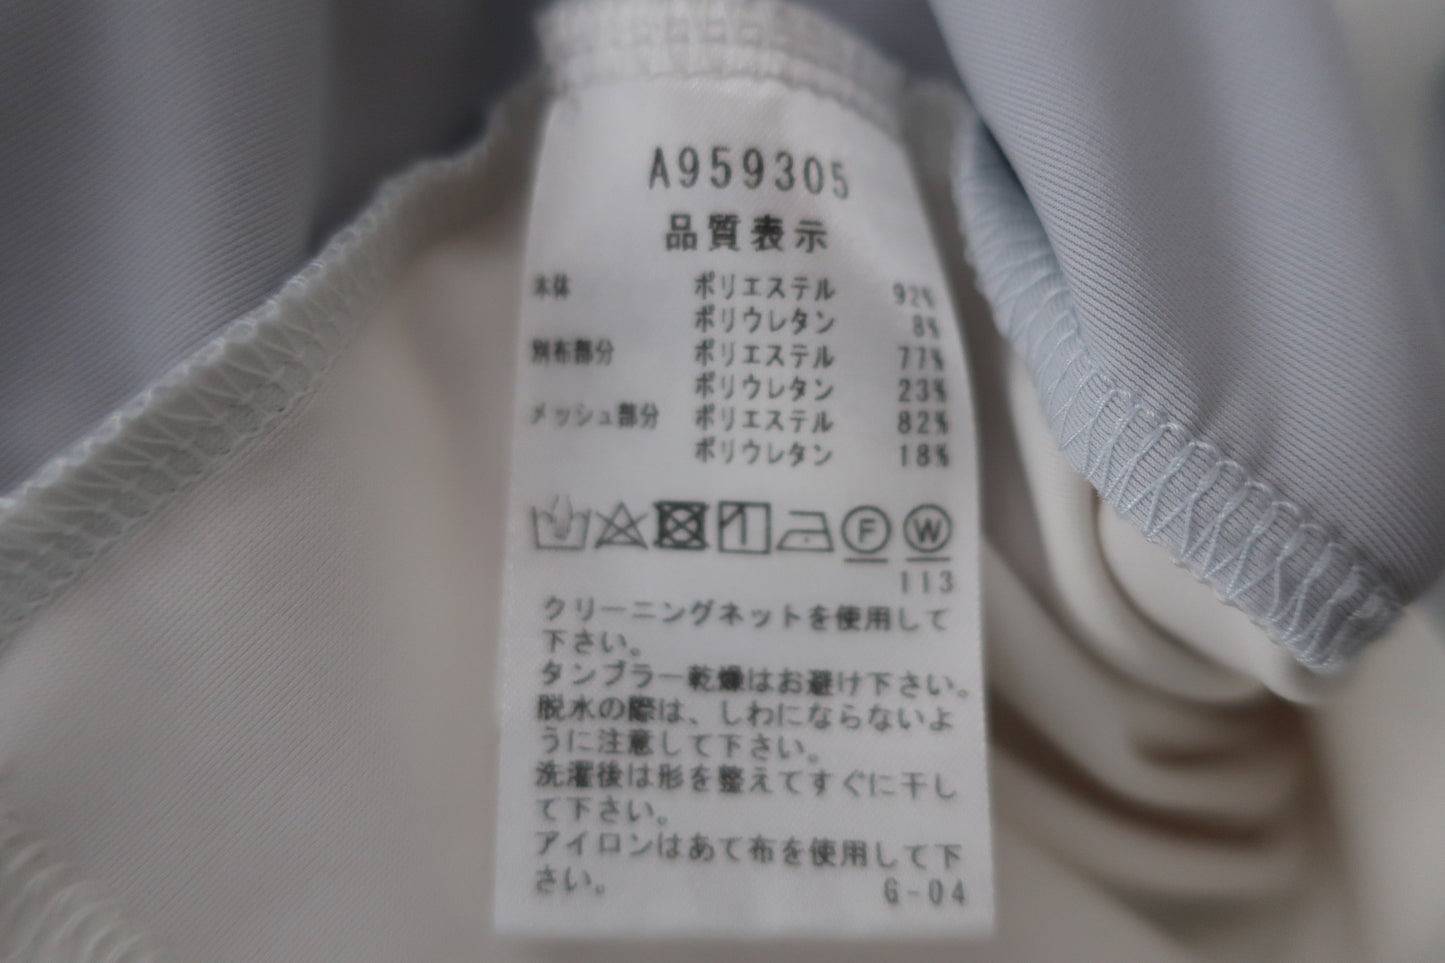 A959305
品質表示
本体 ポリエステル 92%
ポリウレタン 8%
別布部分 ポリエステル 77%
ポリウレタン 23%
メッシュ部分 ポリエステル 82%
ポリウレタン 18%
F W
113
クリーニングネットを使用して
下さい。
タンブラー乾燥はお避け下さい。
脱水の際は、しわにならないよ
うに注意して下さい。
洗濯後は形を整えてすぐに干し
て下さい。
アイロンはあて布を使用して下
さい。
G-04